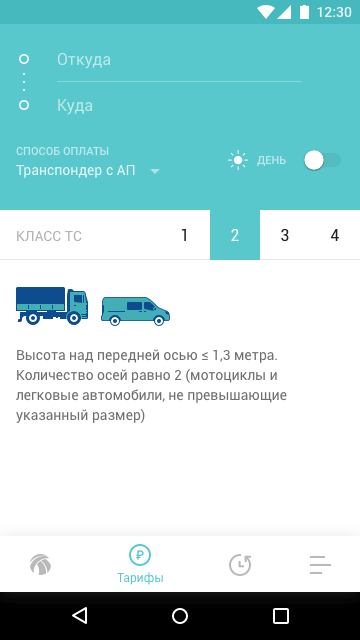 12:30
Откуда
Куда
СПОСОБ ОПЛАТЫ
Транспондер с АП
ДЕНЬ
КЛАСС ТС 1 2 3 4
Высота над передней осью ≤ 1,3 метра.
Количество осей равно 2 (мотоциклы и
легковые автомобили, не превышающие
указанный размер)
₽
Тарифы